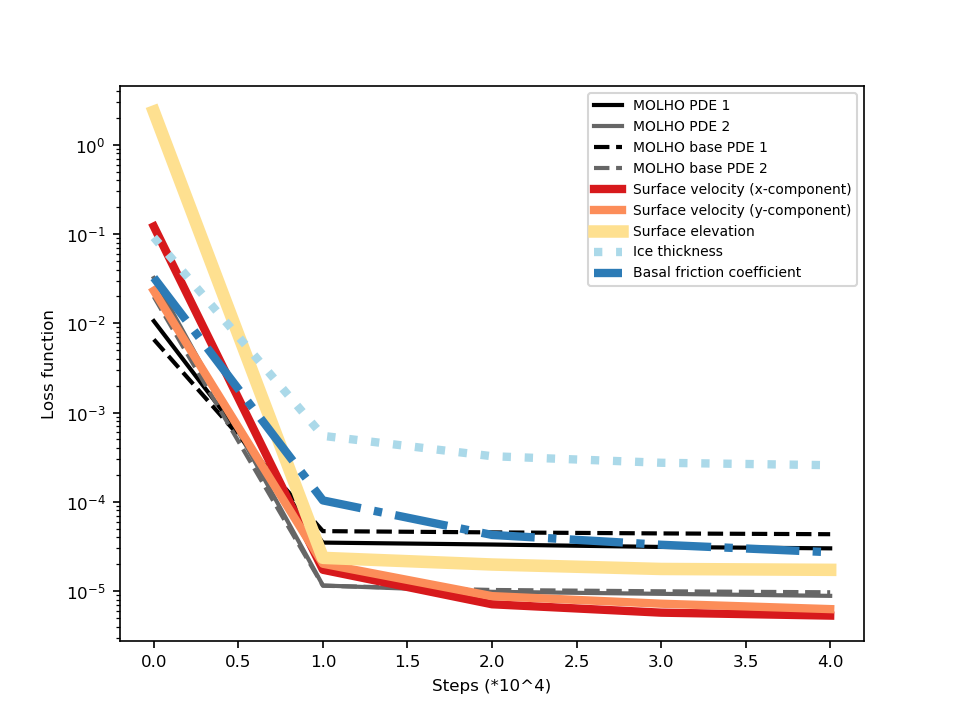 MOLHO PDE 1
MOLHO PDE 2
MOLHO base PDE 1
MOLHO base PDE 2
Surface velocity (x-component)
Surface velocity (y-component)
Surface elevation
Ice thickness
Basal friction coefficient
10^0
10^-1
10^-2
10^-3
10^-4
10^-5
Loss function
0.0 0.5 1.0 1.5 2.0 2.5 3.0 3.5 4.0
Steps (*10^4)